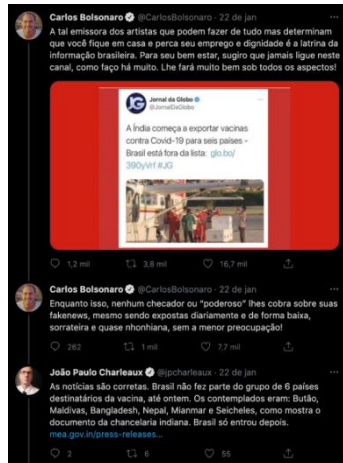 Carlos Bolsonaro @CarlosBolsonaro · 22 de jan
A tal emissora dos artistas que podem fazer de tudo mas determinam
que você fique em casa e perca seu emprego e dignidade é a latrina da
informação brasileira. Para seu bem estar, sugiro que jamais ligue neste
canal, como faço há muito. Lhe fará muito bem sob todos os aspectos!
JG
Jornal da Globo
@JornalDaGlobo
A Índia começa a exportar vacinas
contra Covid-19 para seis países -
Brasil está fora da lista: glo.bo/
390yVrf #JG
1,2 mil 3,8 mil 16,7 mil
Carlos Bolsonaro @CarlosBolsonaro · 22 de jan
Enquanto isso, nenhum checador ou “poderoso” lhes cobra sobre suas
fakenews, mesmo sendo expostas diariamente e de forma baixa,
sorrateira e quase nhonhiana, sem a menor preocupação!
262 1 mil 7,7 mil
João Paulo Charleaux @jpcharleaux · 22 de jan
As notícias são corretas. Brasil não fez parte do grupo de 6 países
destinatários da vacina, até ontem. Os contemplados eram: Butão,
Maldivas, Bangladesh, Nepal, Mianmar e Seicheles, como mostra o
documento da chancelaria indiana. Brasil só entrou depois.
mea.gov.in/press-releases...
2 6 55